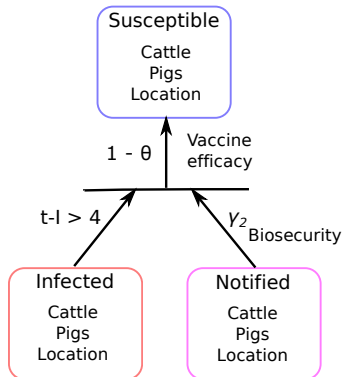 Susceptible
Cattle
Pigs
Location
1 - θ
Vaccine
efficacy
t-I > 4
γ2
Biosecurity
Infected
Cattle
Pigs
Location
Notified
Cattle
Pigs
Location